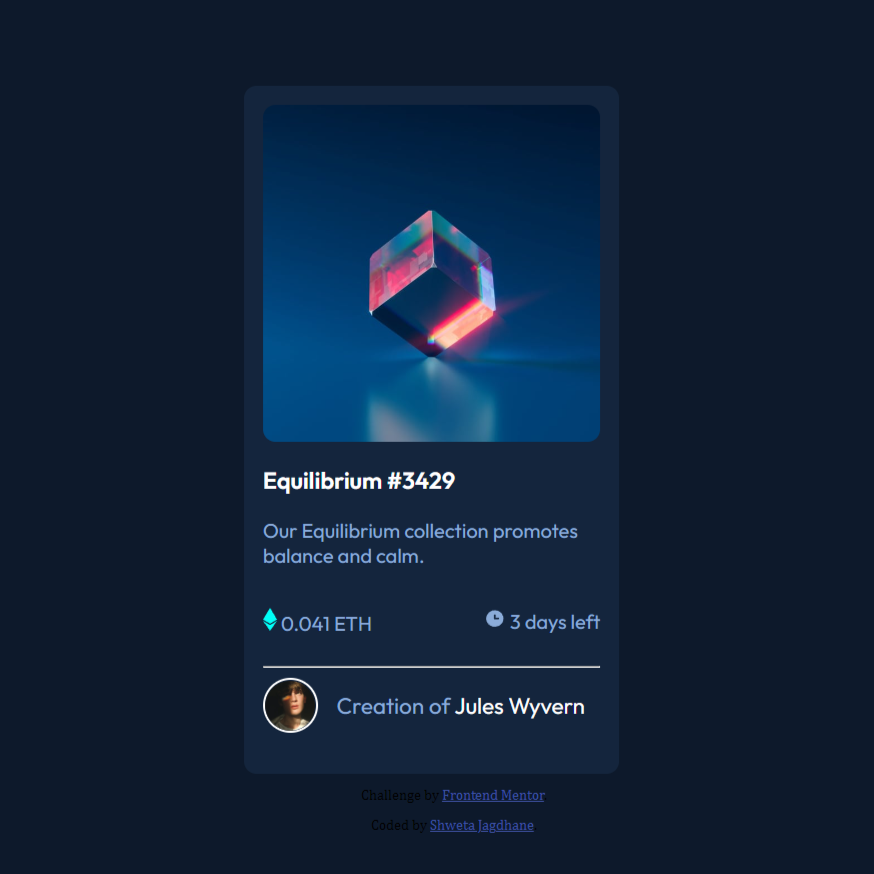 Equilibrium #3429
Our Equilibrium collection promotes
balance and calm.
0.041 ETH
3 days left
Creation of Jules Wyvern
Challenge by Frontend Mentor
Coded by Shweta Jagdhane